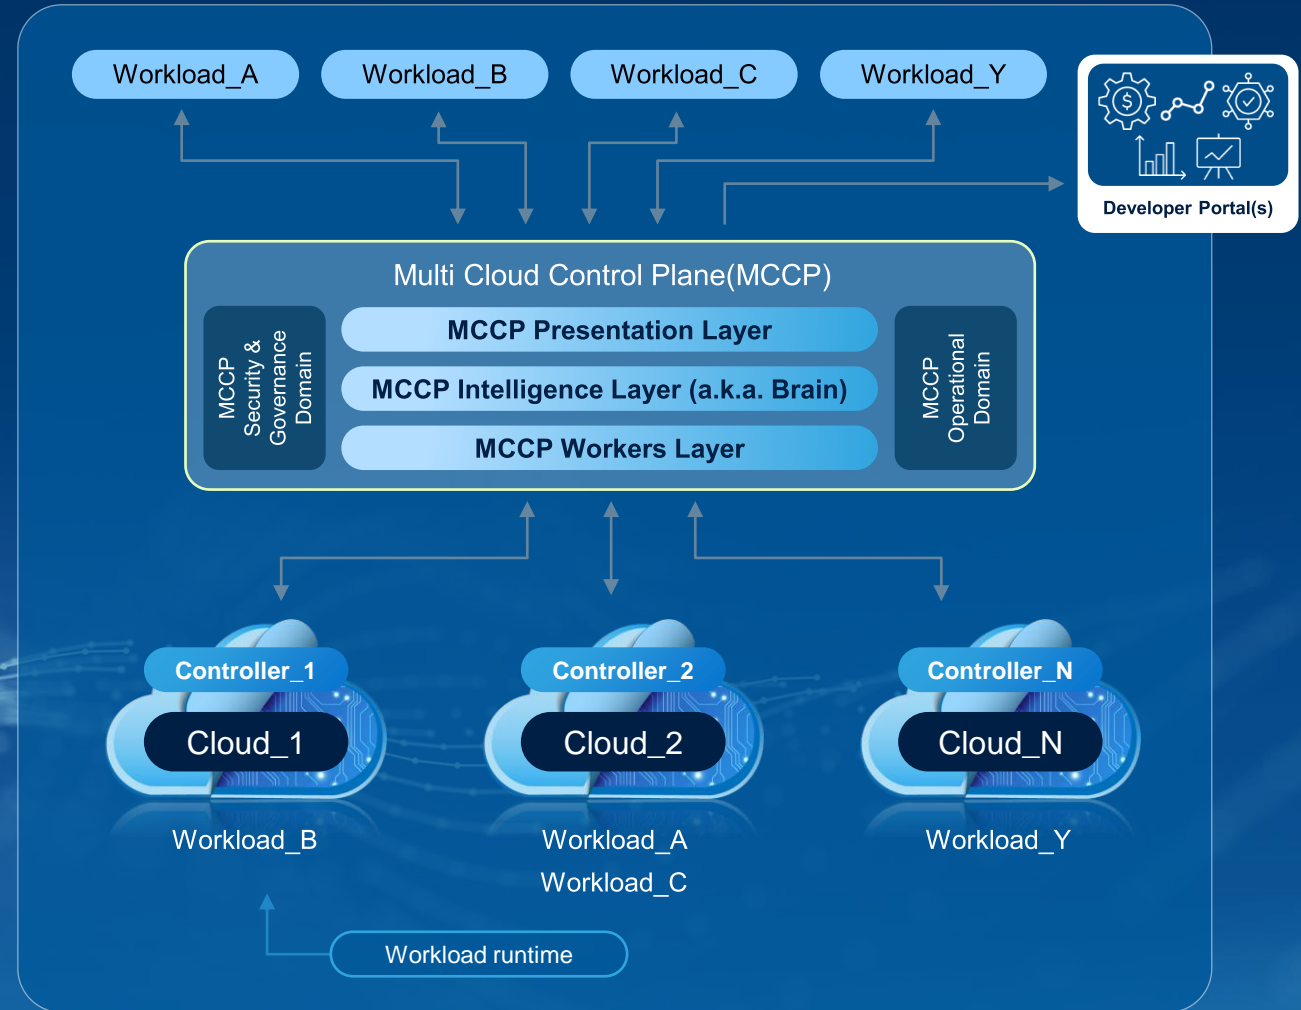 Workload_A
Workload_B
Workload_C
Workload_Y
$
Developer Portal(s)
Multi Cloud Control Plane(MCCP)
MCCP
Security &
Governance
Domain
MCCP Presentation Layer
MCCP Intelligence Layer (a.k.a. Brain)
MCCP Workers Layer
MCCP
Operational
Domain
Controller_1
Cloud_1
Workload_B
Controller_2
Cloud_2
Workload_A
Workload_C
Controller_N
Cloud_N
Workload_Y
Workload runtime